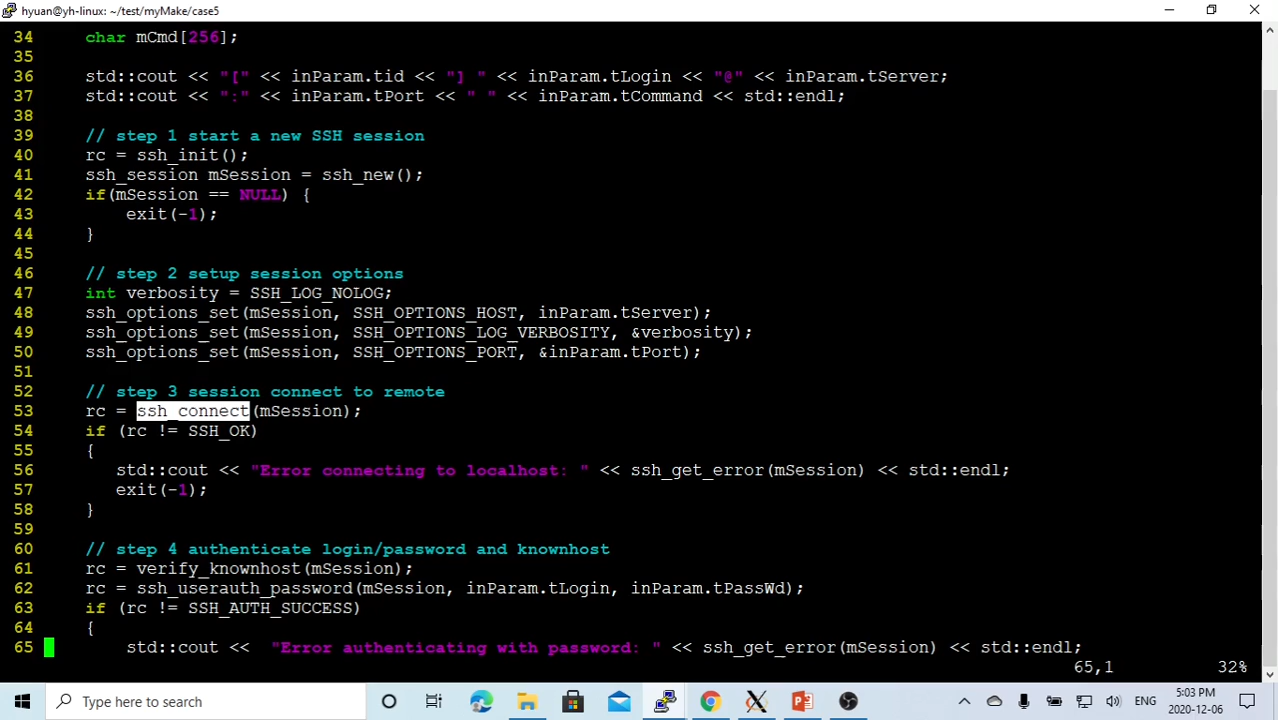 hyuan@yh-linux: ~/test/myMake/case5
34 char mCmd[256];
35
36 std::cout << "[" << inParam.tid << "] " << inParam.tLogin << "@" << inParam.tServer;
37 std::cout << ":" << inParam.tPort << " " << inParam.tCommand << std::endl;
38
39 // step 1 start a new SSH session
40 rc = ssh_init();
41 ssh_session mSession = ssh_new();
42 if(mSession == NULL) {
43 exit(-1);
44 }
45
46 // step 2 setup session options
47 int verbosity = SSH_LOG_NOLOG;
48 ssh_options_set(mSession, SSH_OPTIONS_HOST, inParam.tServer);
49 ssh_options_set(mSession, SSH_OPTIONS_LOG_VERBOSITY, &verbosity);
50 ssh_options_set(mSession, SSH_OPTIONS_PORT, &inParam.tPort);
51
52 // step 3 session connect to remote
53 rc = ssh_connect(mSession);
54 if (rc != SSH_OK)
55 {
56 std::cout << "Error connecting to localhost: " << ssh_get_error(mSession) << std::endl;
57 exit(-1);
58 }
59
60 // step 4 authenticate login/password and knownhost
61 rc = verify_knownhost(mSession);
62 rc = ssh_userauth_password(mSession, inParam.tLogin, inParam.tPassWd);
63 if (rc != SSH_AUTH_SUCCESS)
64 {
65 std::cout << "Error authenticating with password: " << ssh_get_error(mSession) << std::endl;
65,1 32%
Type here to search
ENG
5:03 PM
2020-12-06